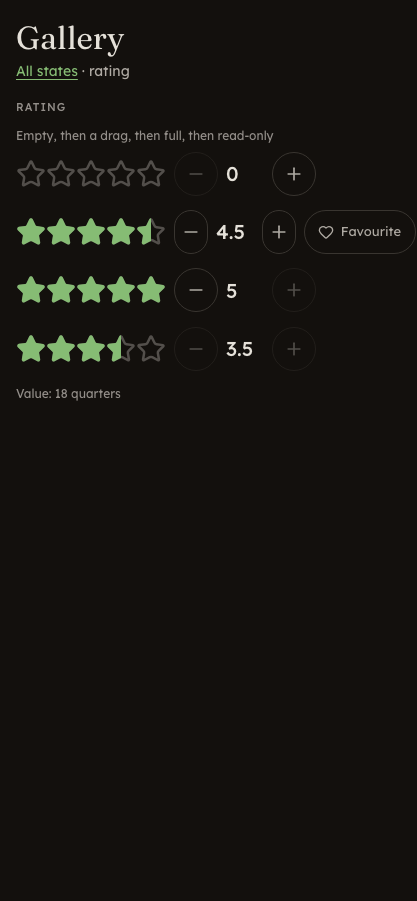 Gallery
All states · rating
RATING
Empty, then a drag, then full, then read-only
0
4.5 Favourite
5
3.5
Value: 18 quarters